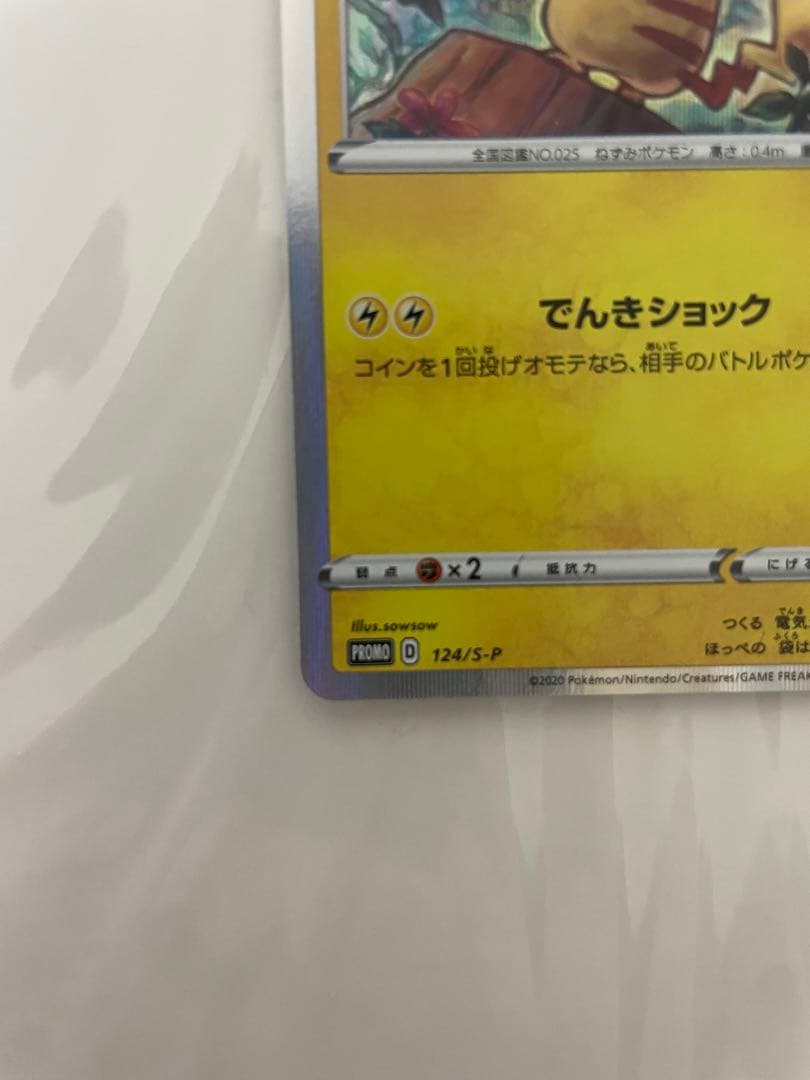 全国図鑑NO.025 ねずみポケモン 高さ：0.4m
でんきショック
コインを1回投げオモテなら、相手のバトルポケ
弱点 ×2 抵抗力 にげる
Illus.sowsow
つくる 電気
PROMO D 124/S-P
ほっぺの 袋は
©2020 Pokémon/Nintendo/Creatures/GAME FREAK